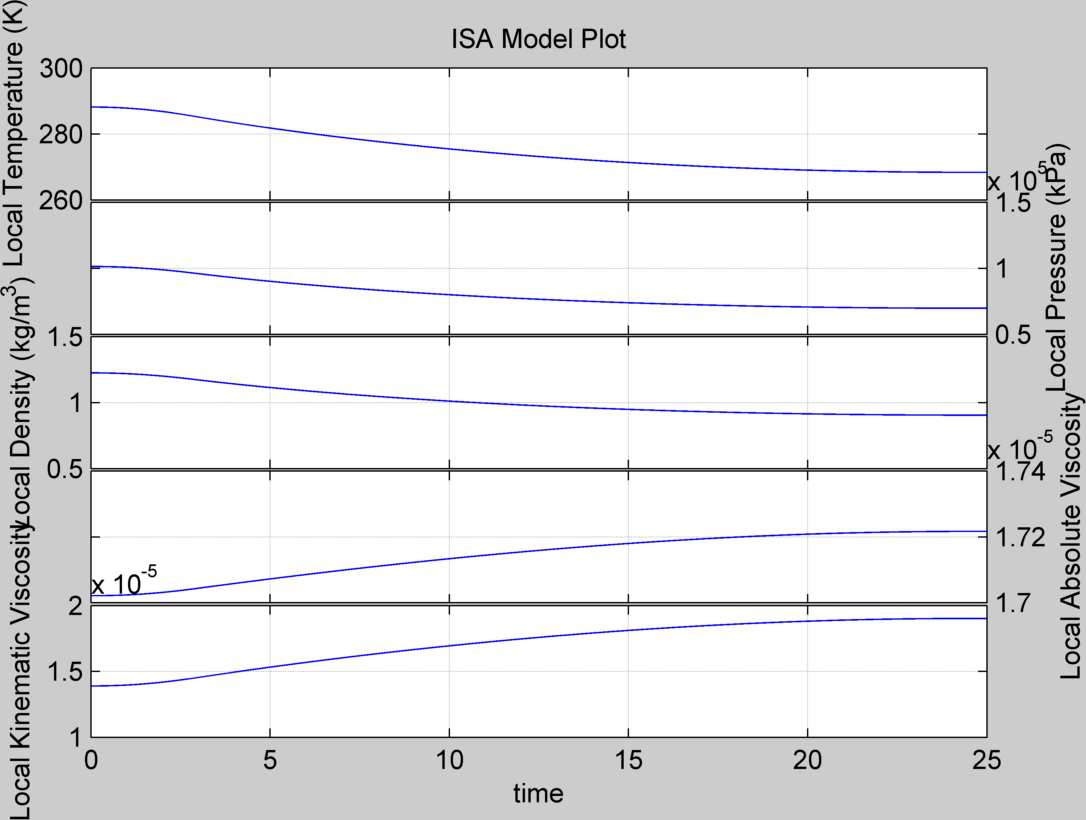 ISA Model Plot
Local Temperature (K)
300
280
260
x 10^5
Local Pressure (kPa)
1.5
1
0.5
Local Density (kg/m^3)
1.5
1
0.5
x 10^-5
Local Absolute Viscosity
1.74
1.72
1.7
x 10^-5
Local Kinematic Viscosity
2
1.5
1
0 5 10 15 20 25
time